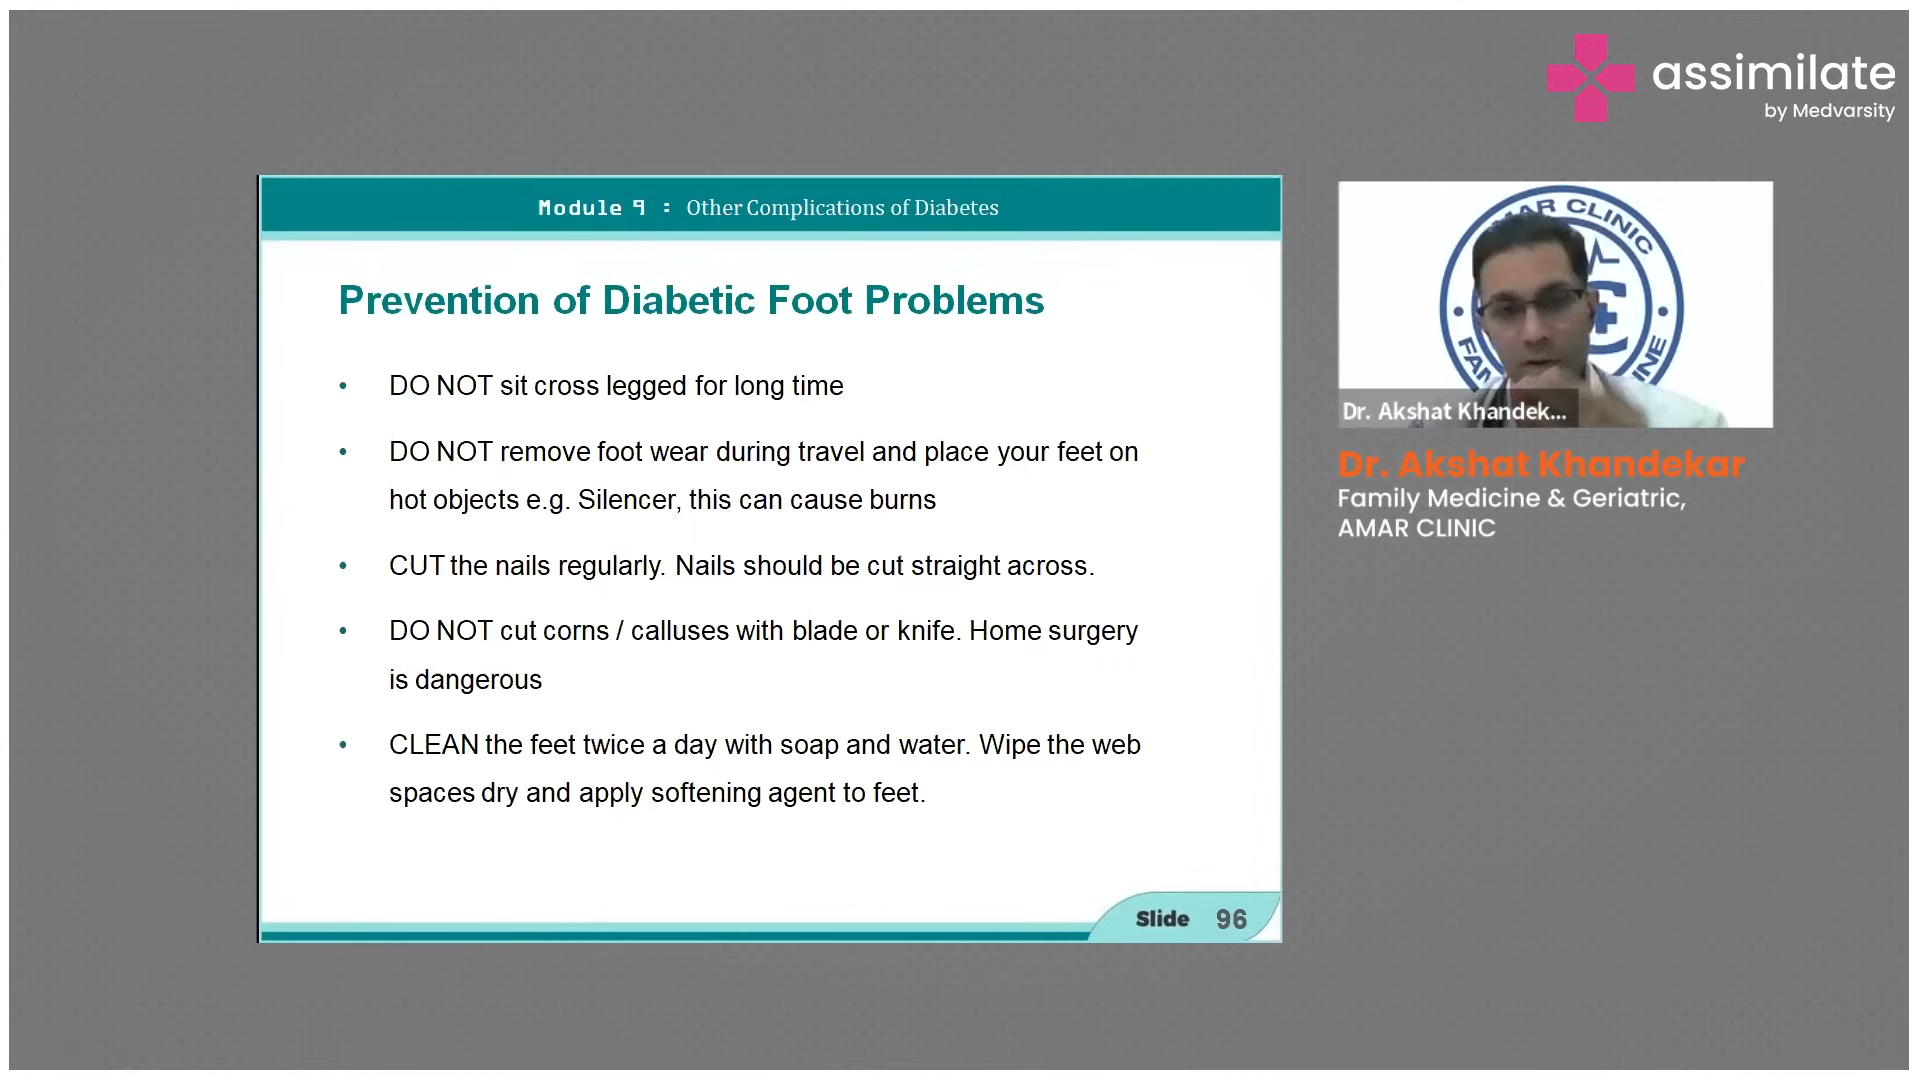 assimilate
by Medvarsity
Module 9 : Other Complications of Diabetes
Prevention of Diabetic Foot Problems
• DO NOT sit cross legged for long time
• DO NOT remove foot wear during travel and place your feet on
hot objects e.g. Silencer, this can cause burns
• CUT the nails regularly. Nails should be cut straight across.
• DO NOT cut corns / calluses with blade or knife. Home surgery
is dangerous
• CLEAN the feet twice a day with soap and water. Wipe the web
spaces dry and apply softening agent to feet.
Slide 96
CLINIC
Dr. Akshat Khandek...
Dr. Akshat Khandekar
Family Medicine & Geriatric,
AMAR CLINIC